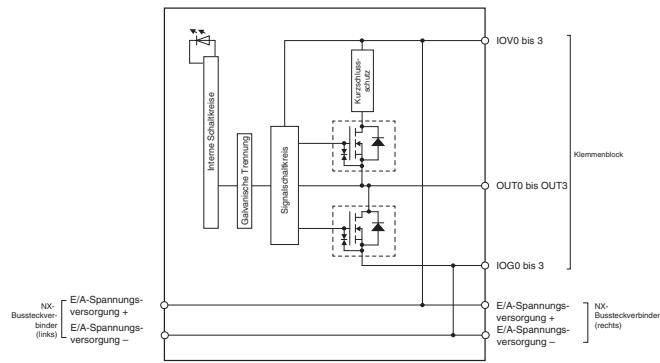 IOV0 bis 3
Kurzschluss-
schutz
Interne Schaltkreise
Galvanische Trennung
Signalschaltkreis
Klemmenblock
OUT0 bis OUT3
IOG0 bis 3
NX-
Bussteckver-
binder
(links)
E/A-Spannungs-
versorgung +
E/A-Spannungs-
versorgung –
E/A-Spannungs-
versorgung +
E/A-Spannungs-
versorgung –
NX-
Bussteckverbinder
(rechts)